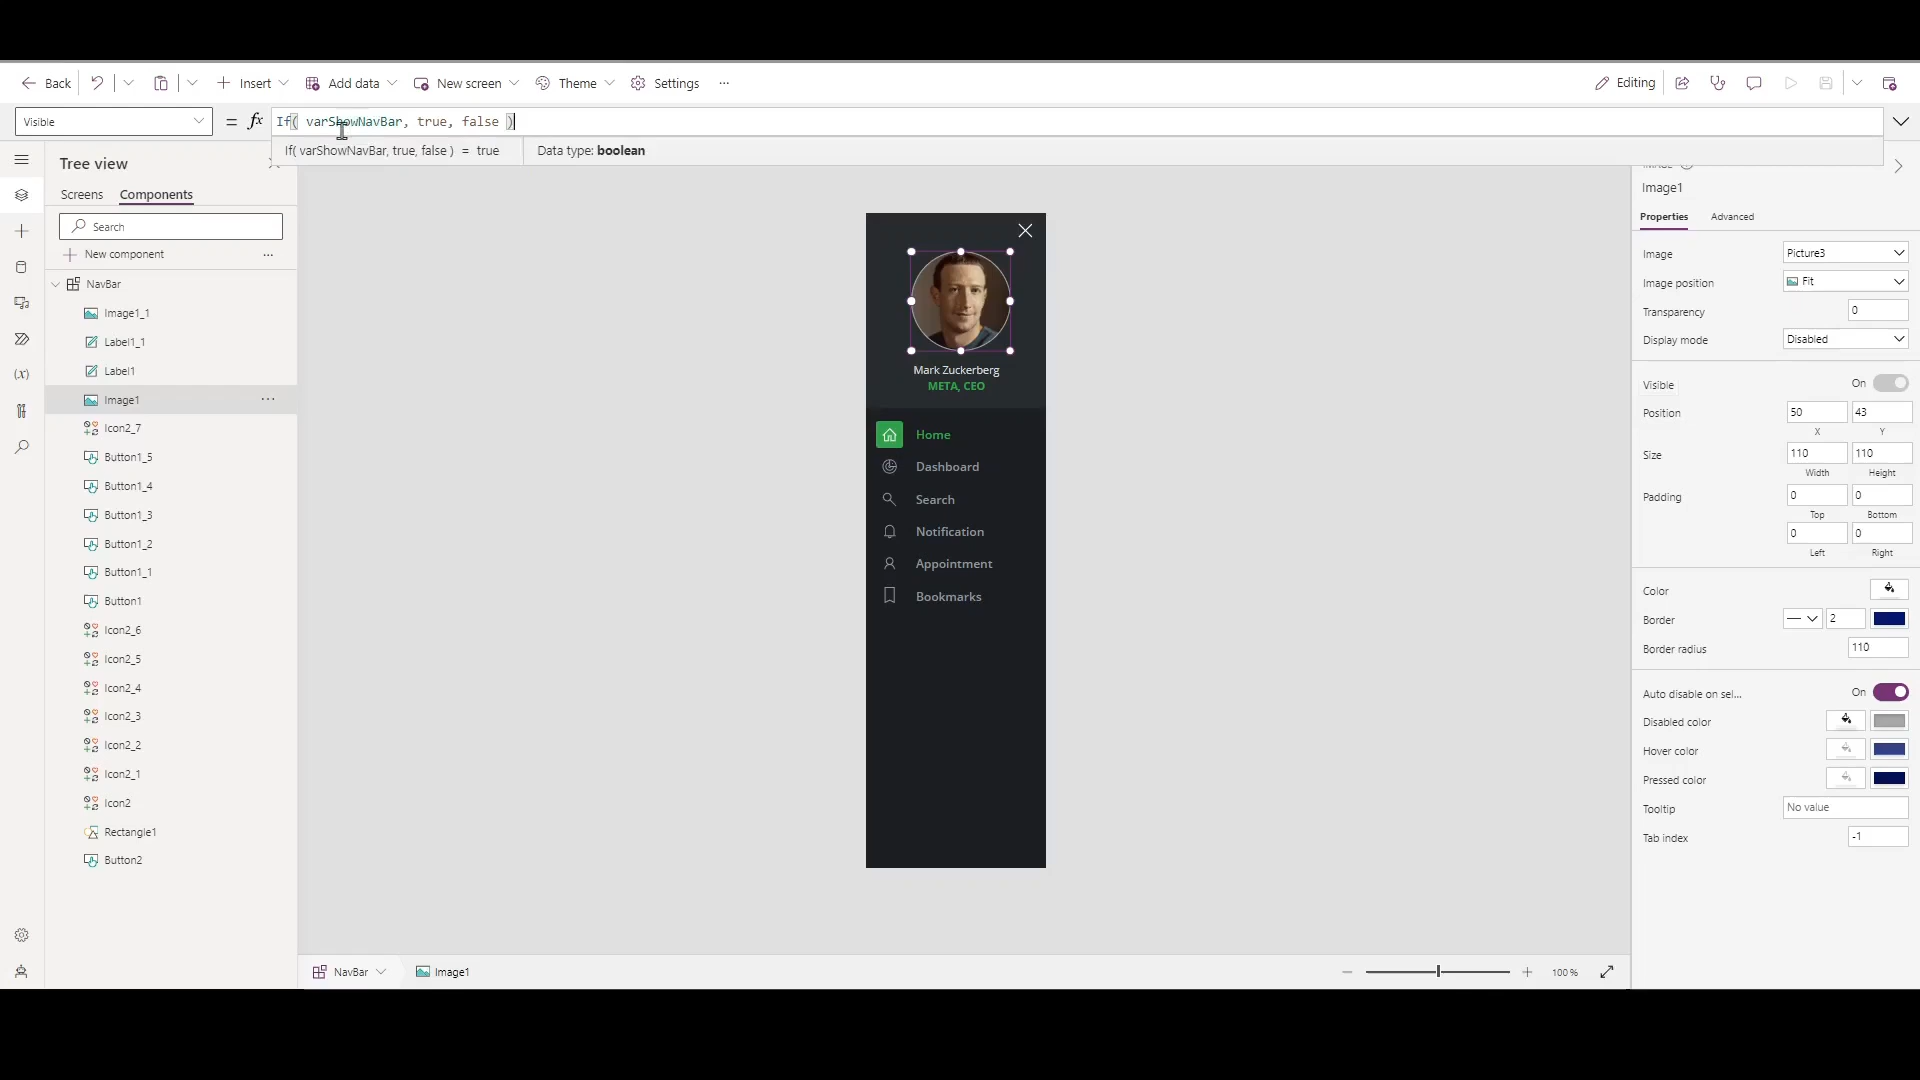 Back
Insert
Add data
New screen
Theme
Settings
...
Editing
Visible
= fx If( varShowNavBar, true, false )
If( varShowNavBar, true, false ) = true
Data type: boolean
Tree view
Screens
Components
Search
New component
...
NavBar
Image1_1
Label1_1
Label1
Image1
...
Icon2_7
Button1_5
Button1_4
Button1_3
Button1_2
Button1_1
Button1
Icon2_6
Icon2_5
Icon2_4
Icon2_3
Icon2_2
Icon2_1
Icon2
Rectangle1
Button2
(x)
Mark Zuckerberg
META, CEO
Home
Dashboard
Search
Notification
Appointment
Bookmarks
NavBar
Image1
100 %
Image1
Properties
Advanced
Image
Picture3
Image position
Fit
Transparency
0
Display mode
Disabled
Visible
On
Position
50
43
X
Y
Size
110
110
Width
Height
Padding
0
0
Top
Bottom
0
0
Left
Right
Color
Border
2
Border radius
110
Auto disable on sel...
On
Disabled color
Hover color
Pressed color
Tooltip
No value
Tab index
-1